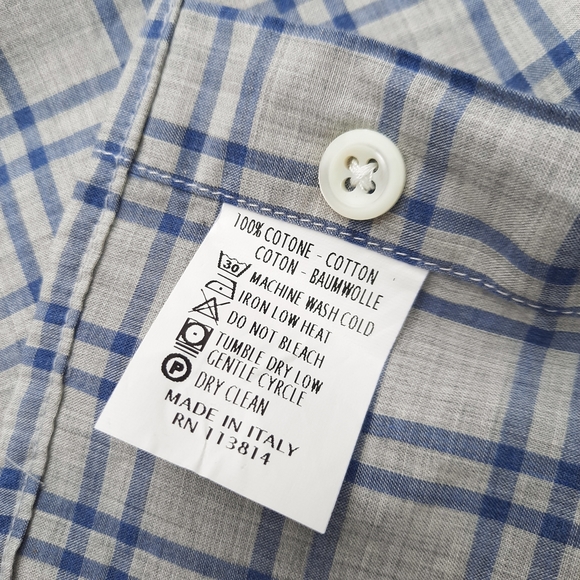 100% COTONE - COTTON
COTON - BAUMWOLLE
30 MACHINE WASH COLD
IRON LOW HEAT
DO NOT BLEACH
TUMBLE DRY LOW
GENTLE CYRCLE
P DRY CLEAN
MADE IN ITALY
RN 113814